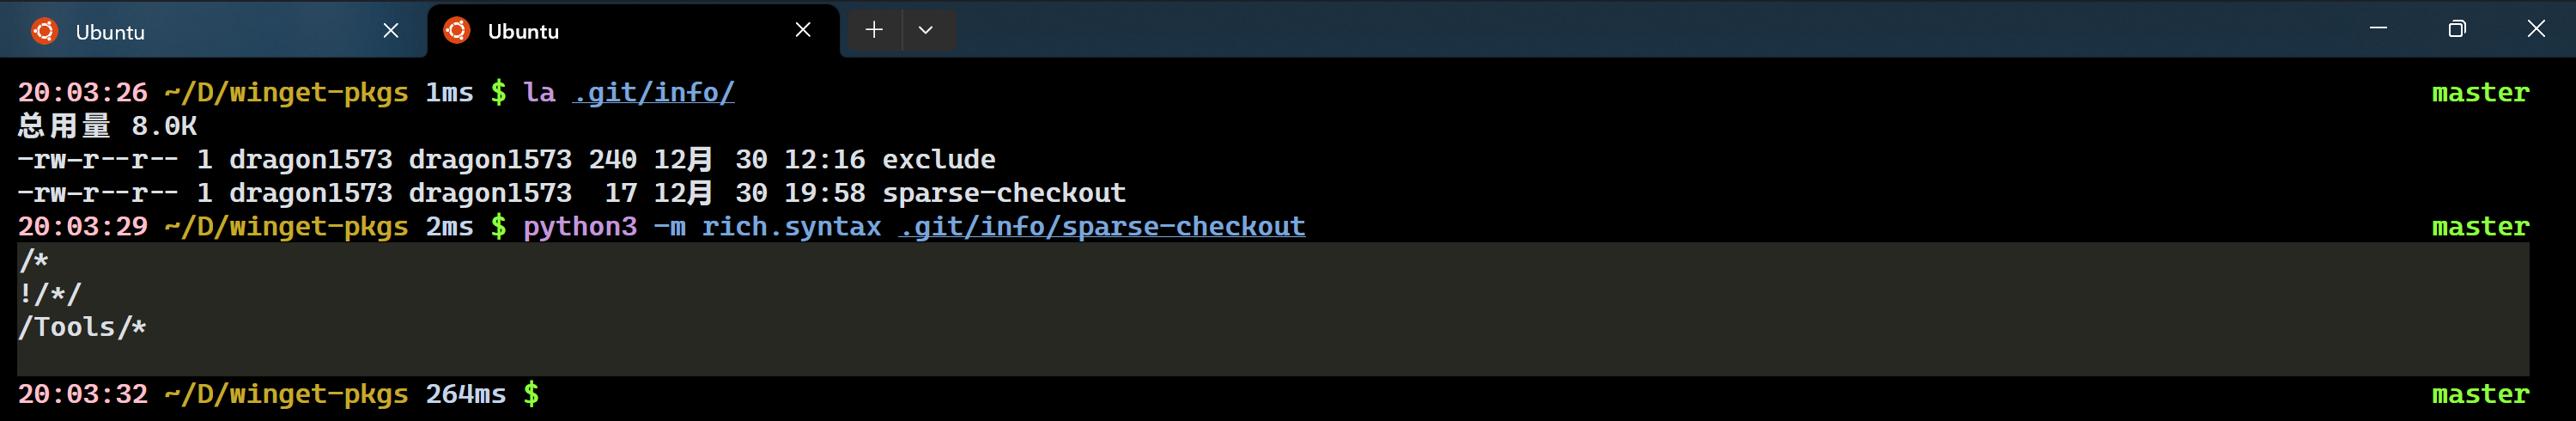 Ubuntu
Ubuntu
20:03:26 ~/D/winget-pkgs 1ms $ la .git/info/ master
总用量 8.0K
-rw-r--r-- 1 dragon1573 dragon1573 240 12月 30 12:16 exclude
-rw-r--r-- 1 dragon1573 dragon1573  17 12月 30 19:58 sparse-checkout
20:03:29 ~/D/winget-pkgs 2ms $ python3 -m rich.syntax .git/info/sparse-checkout master
/*
!/*/
/Tools/*
20:03:32 ~/D/winget-pkgs 264ms $ master